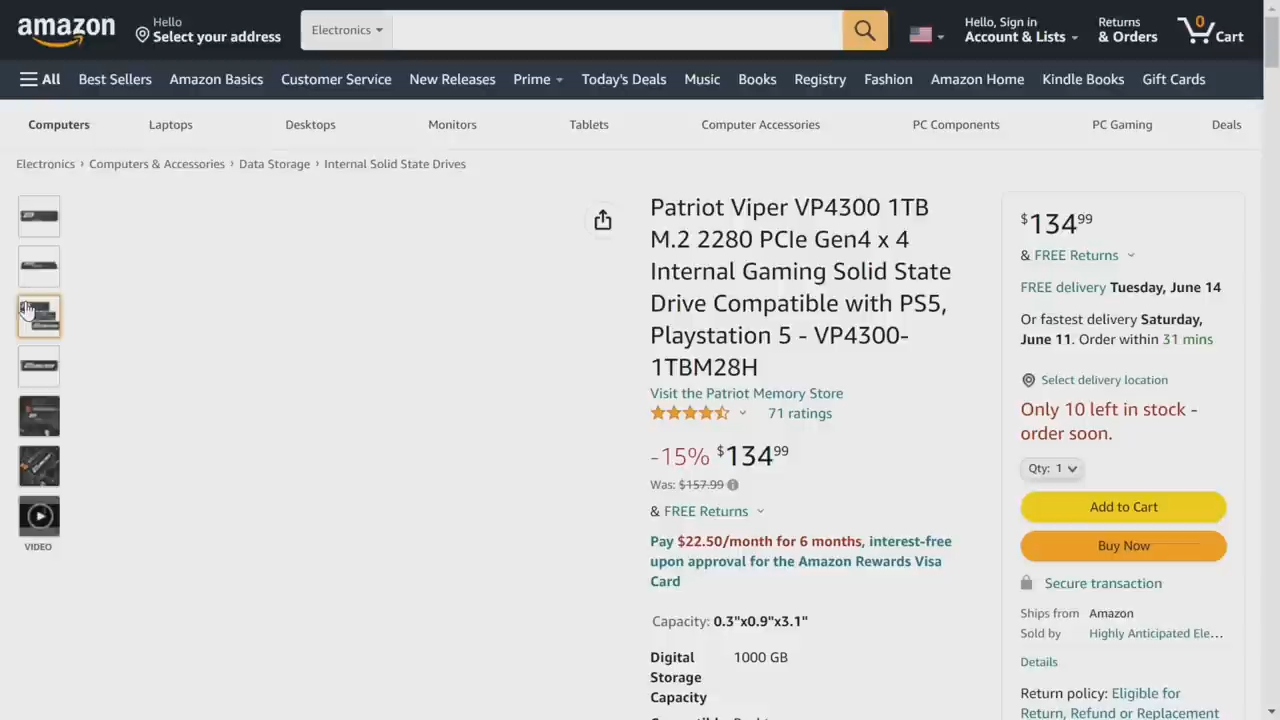 amazon
Hello
Select your address
Electronics
Hello, Sign in
Account & Lists
Returns
& Orders
0
Cart
All
Best Sellers
Amazon Basics
Customer Service
New Releases
Prime
Today's Deals
Music
Books
Registry
Fashion
Amazon Home
Kindle Books
Gift Cards
Computers
Laptops
Desktops
Monitors
Tablets
Computer Accessories
PC Components
PC Gaming
Deals
Electronics › Computers & Accessories › Data Storage › Internal Solid State Drives
VIDEO
Patriot Viper VP4300 1TB
M.2 2280 PCIe Gen4 x 4
Internal Gaming Solid State
Drive Compatible with PS5,
Playstation 5 - VP4300-
1TBM28H
Visit the Patriot Memory Store
71 ratings
-15% $134.99
Was: $157.99
& FREE Returns
Pay $22.50/month for 6 months, interest-free
upon approval for the Amazon Rewards Visa
Card
Capacity: 0.3"x0.9"x3.1"
Digital
Storage
Capacity
1000 GB
$134.99
& FREE Returns
FREE delivery Tuesday, June 14
Or fastest delivery Saturday,
June 11. Order within 31 mins
Select delivery location
Only 10 left in stock -
order soon.
Qty: 1
Add to Cart
Buy Now
Secure transaction
Ships from Amazon
Sold by Highly Anticipated Ele...
Details
Return policy: Eligible for
Return, Refund or Replacement